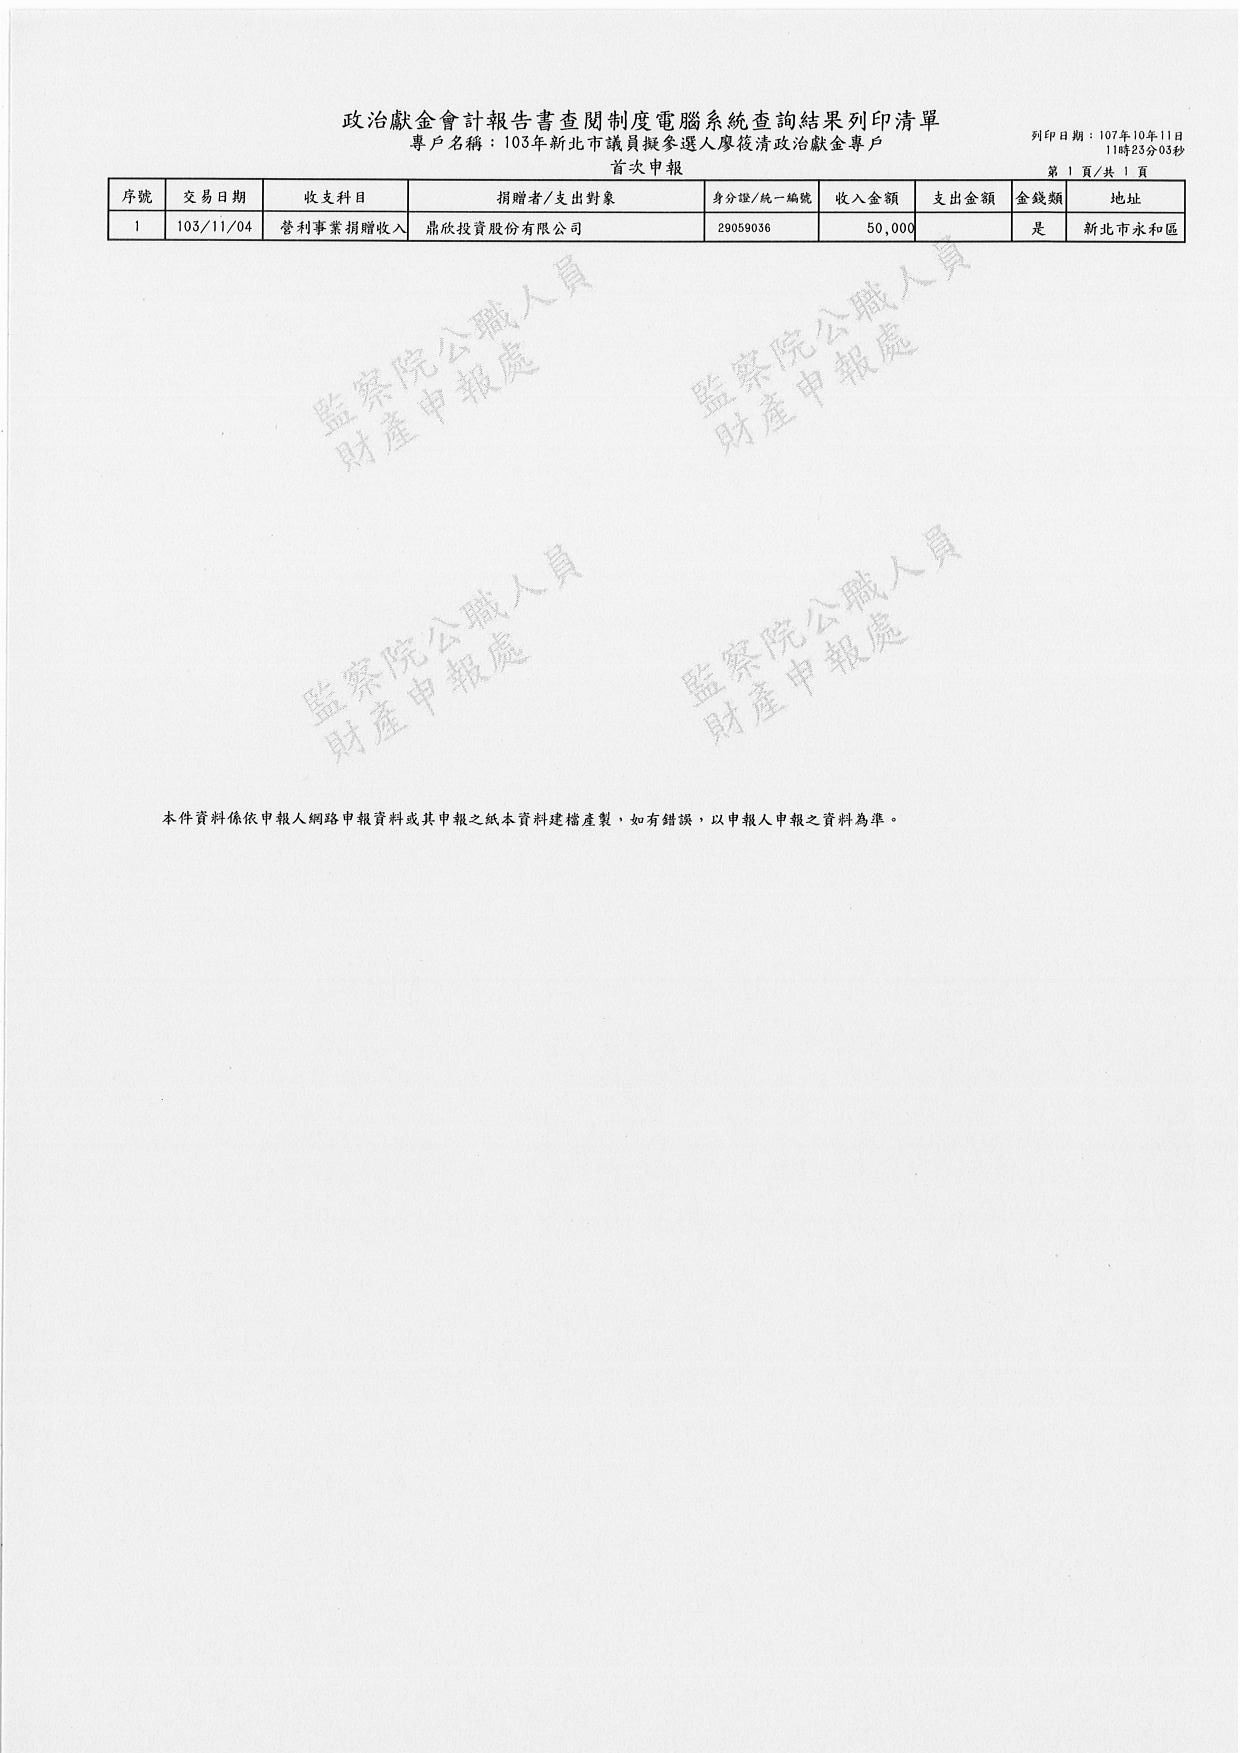 政治獻金會計報告書查閱制度電腦系統查詢結果列印清單
專戶名稱：103年新北市議員擬參選人廖筱清政治獻金專戶
列印日期：107年10年11日
11時23分03秒
首次申報
第 1 頁/共 1 頁
序號 交易日期 收支科目 捐贈者/支出對象 身分證/統一編號 收入金額 支出金額 金錢類 地址
1 103/11/04 營利事業捐贈收入 鼎欣投資股份有限公司 29059036 50,000 是 新北市永和區
監察院公職人員
財產申報處
監察院公職人員
財產申報處
監察院公職人員
財產申報處
監察院公職人員
財產申報處
本件資料係依申報人網路申報資料或其申報之紙本資料建檔產製，如有錯誤，以申報人申報之資料為準。